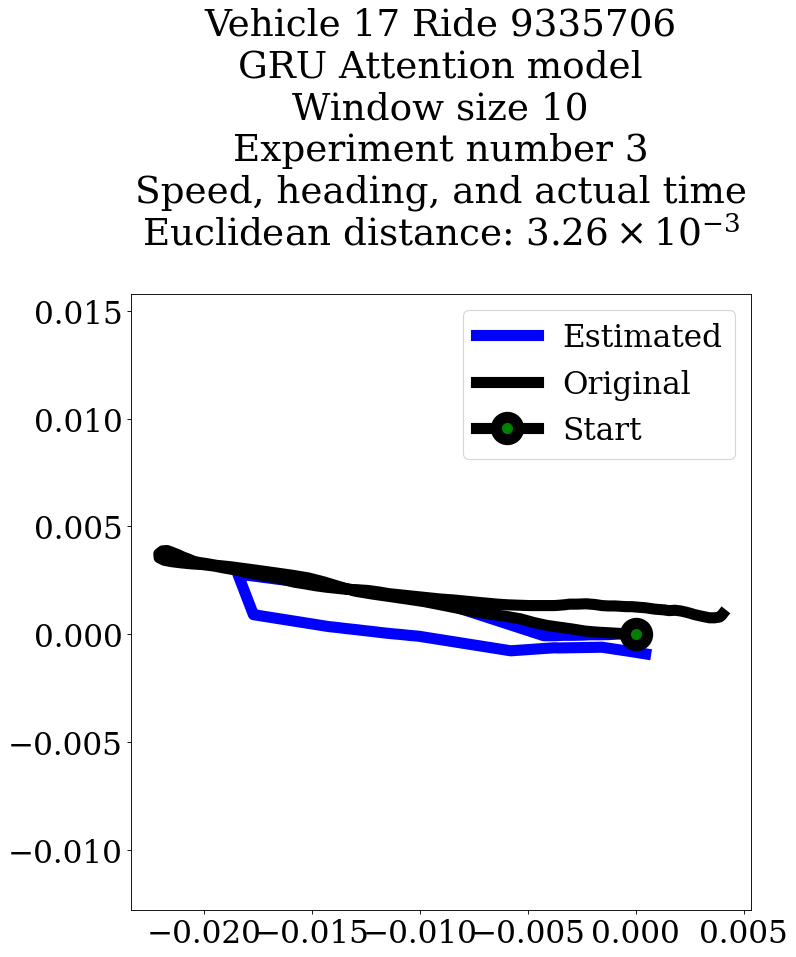 Vehicle 17 Ride 9335706
GRU Attention model
Window size 10
Experiment number 3
Speed, heading, and actual time
Euclidean distance: 3.26 × 10⁻³
0.015
0.010
0.005
0.000
−0.005
−0.010
Estimated
Original
Start
−0.020 −0.015 −0.010 −0.005 0.000 0.005